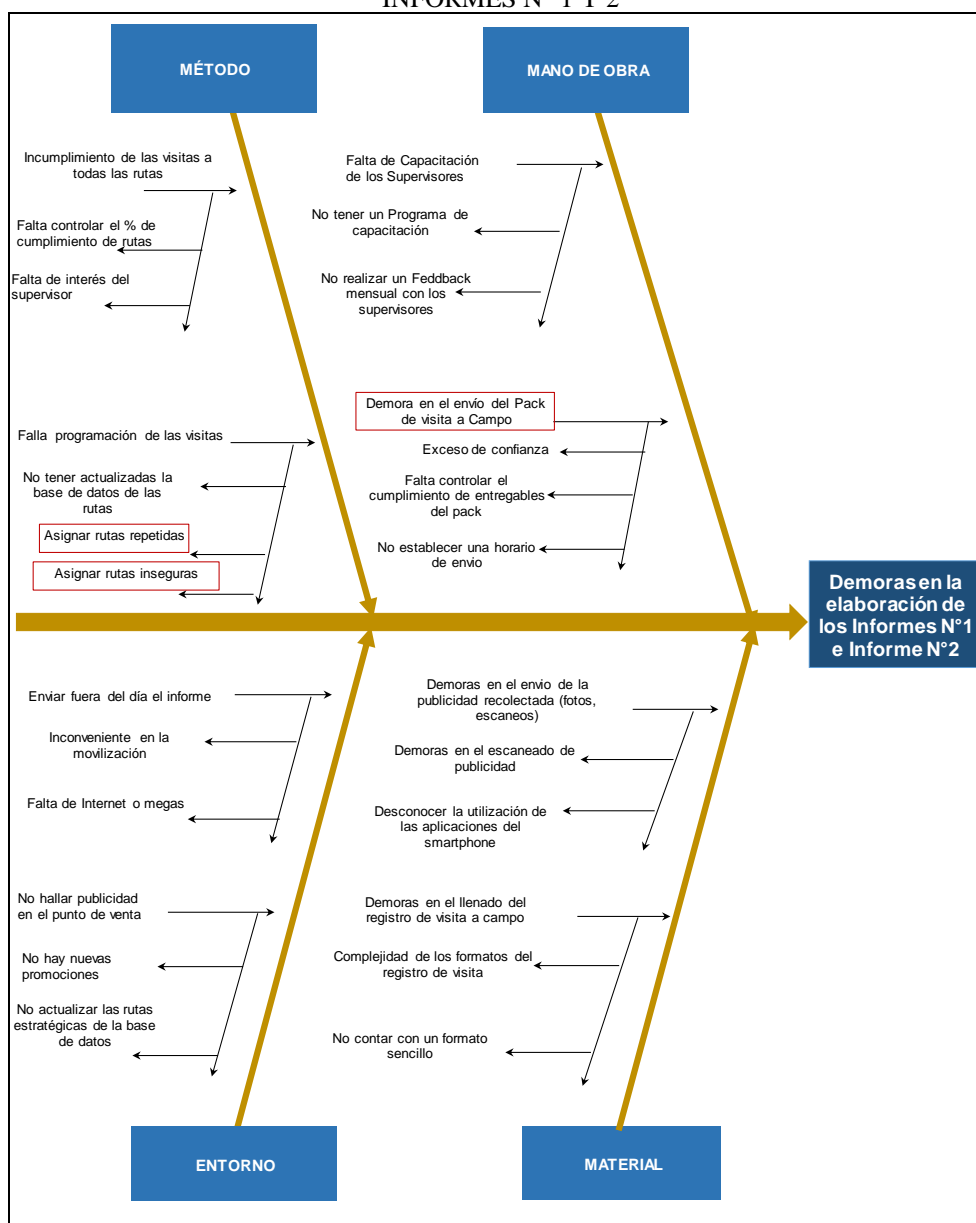 INFORMES N° 1 Y 2
MÉTODO
MANO DE OBRA
Incumplimiento de las visitas a
todas las rutas
Falta controlar el % de
cumplimiento de rutas
Falta de interés del
supervisor
Falta de Capacitación
de los Supervisores
No tener un Programa de
capacitación
No realizar un Feddback
mensual con los
supervisores
Falla programación de las visitas
No tener actualizadas la
base de datos de las
rutas
Asignar rutas repetidas
Asignar rutas inseguras
Demora en el envío del Pack
de visita a Campo
Exceso de confianza
Falta controlar el
cumplimiento de entregables
del pack
No establecer una horario
de envio
Demoras en la
elaboración de
los Informes N°1
e Informe N°2
Enviar fuera del día el informe
Inconveniente en la
movilización
Falta de Internet o megas
Demoras en el envio de la
publicidad recolectada (fotos,
escaneos)
Demoras en el escaneado de
publicidad
Desconocer la utilización de
las aplicaciones del
smartphone
No hallar publicidad
en el punto de venta
No hay nuevas
promociones
No actualizar las rutas
estratégicas de la base
de datos
Demoras en el llenado del
registro de visita a campo
Complejidad de los formatos del
registro de visita
No contar con un formato
sencillo
ENTORNO
MATERIAL